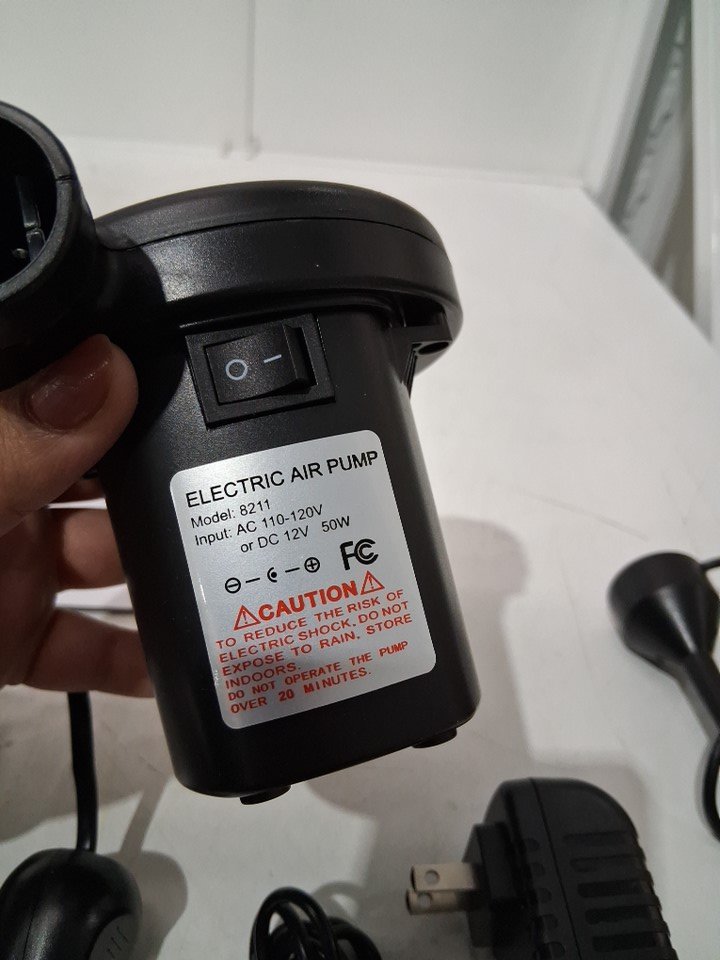 ELECTRIC AIR PUMP
Model: 8211
Input: AC 110-120V
or DC 12V 50W
FC
CAUTION
TO REDUCE THE RISK OF
ELECTRIC SHOCK. DO NOT
EXPOSE TO RAIN. STORE
INDOORS.
DO NOT OPERATE THE PUMP
OVER 20 MINUTES.